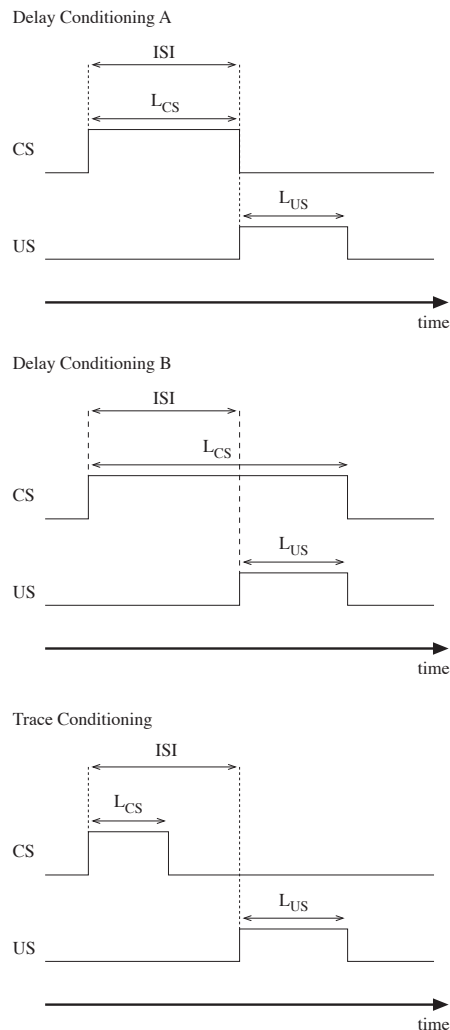 Delay Conditioning A
ISI
L_CS
CS
L_US
US
time
Delay Conditioning B
ISI
L_CS
CS
L_US
US
time
Trace Conditioning
ISI
L_CS
CS
L_US
US
time